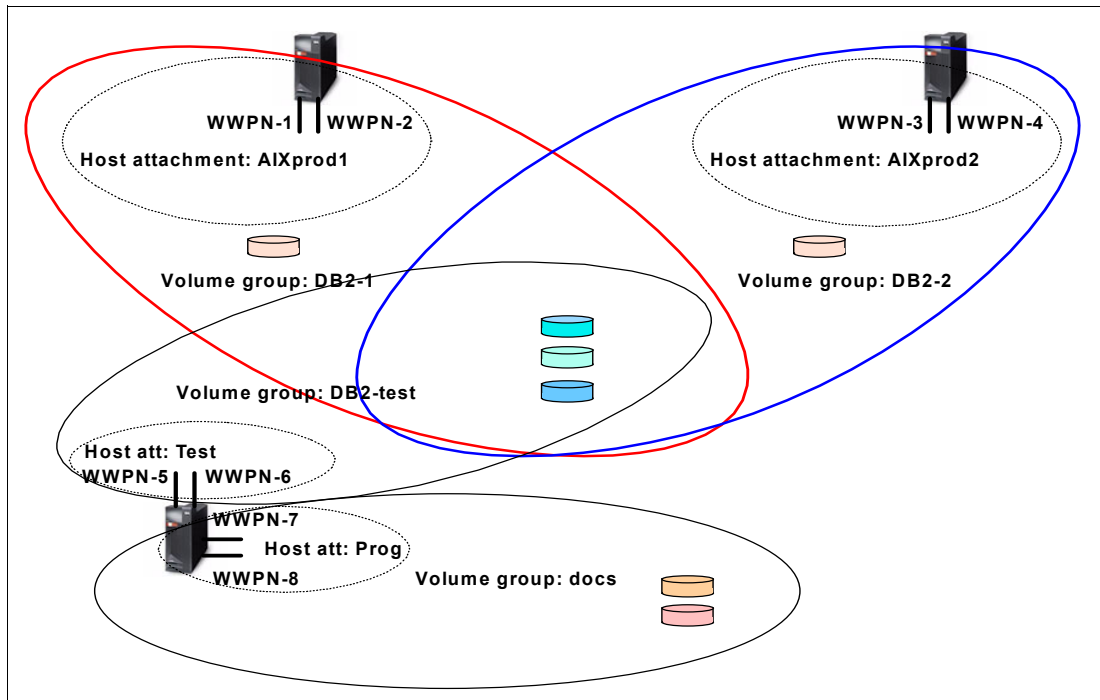 WWPN-1 WWPN-2
WWPN-3 WWPN-4
Host attachment: AIXprod1
Host attachment: AIXprod2
Volume group: DB2-1
Volume group: DB2-2
Volume group: DB2-test
Host att: Test
WWPN-5 WWPN-6
WWPN-7
Host att: Prog
WWPN-8
Volume group: docs